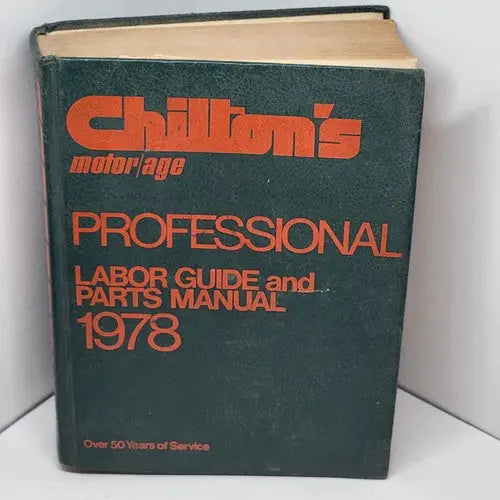 Chilton's
motor/age
PROFESSIONAL
LABOR GUIDE and
PARTS MANUAL
1978
Over 50 Years of Service